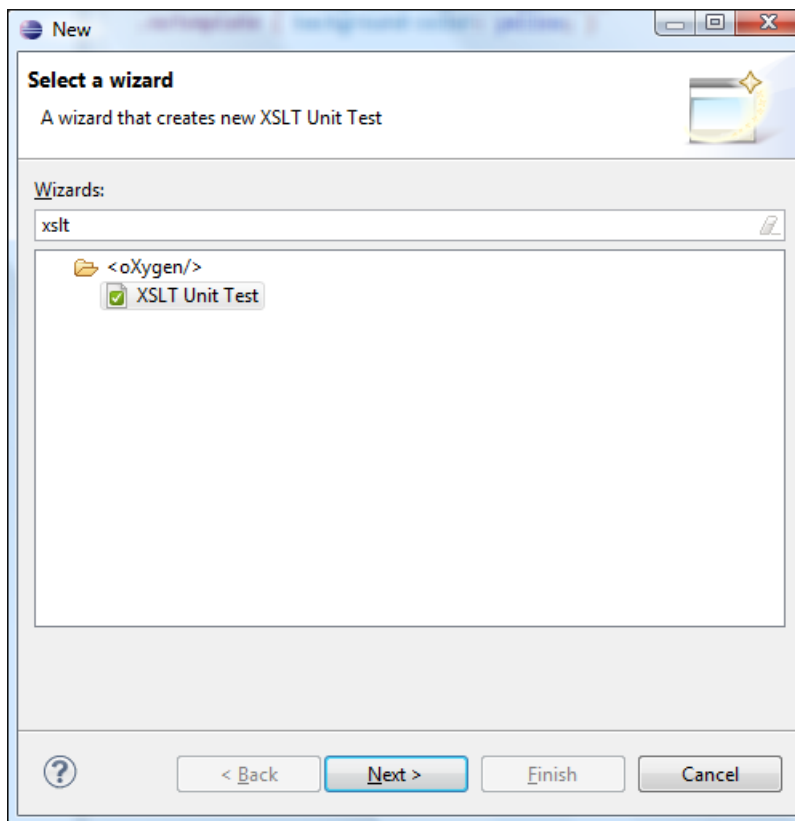 New
Select a wizard
A wizard that creates new XSLT Unit Test
Wizards:
xslt
<oXygen/>
XSLT Unit Test
?
< Back
Next >
Finish
Cancel